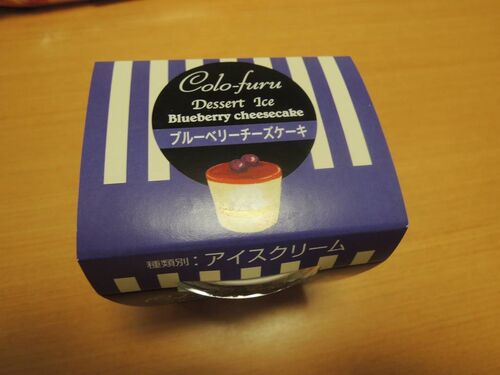 Colo-furu
Dessert Ice
Blueberry cheesecake
ブルーベリーチーズケーキ
種類別：アイスクリーム